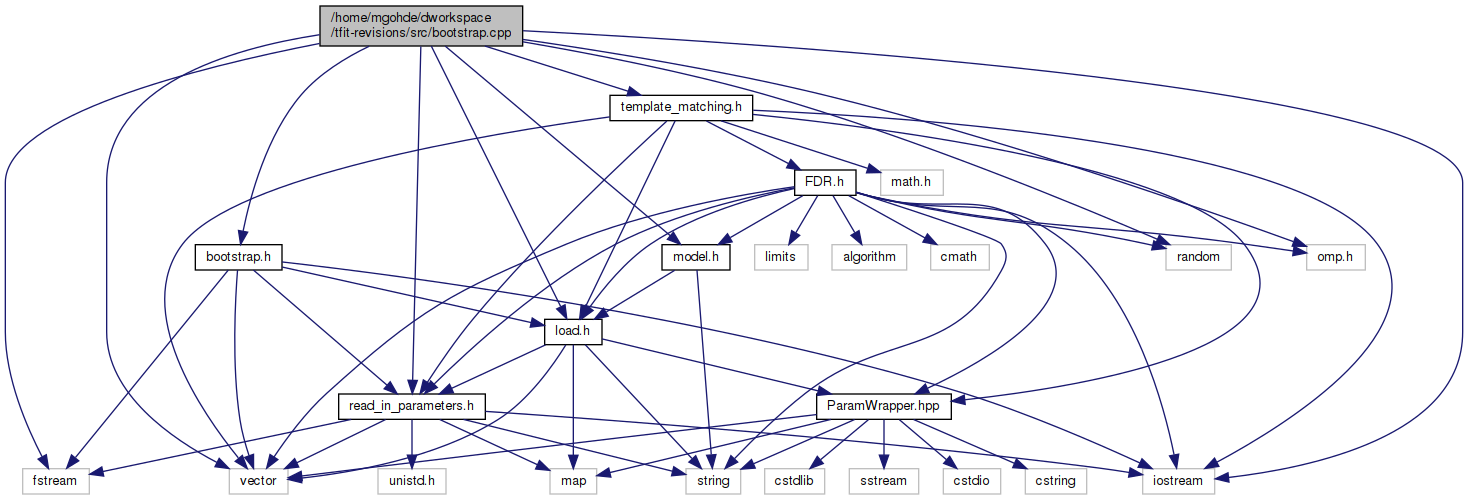 /home/mgohde/dworkspace
/tfit-revisions/src/bootstrap.cpp
template_matching.h
FDR.h
math.h
bootstrap.h
model.h
limits
algorithm
cmath
random
omp.h
load.h
read_in_parameters.h
ParamWrapper.hpp
fstream
vector
unistd.h
map
string
cstdlib
sstream
cstdio
cstring
iostream